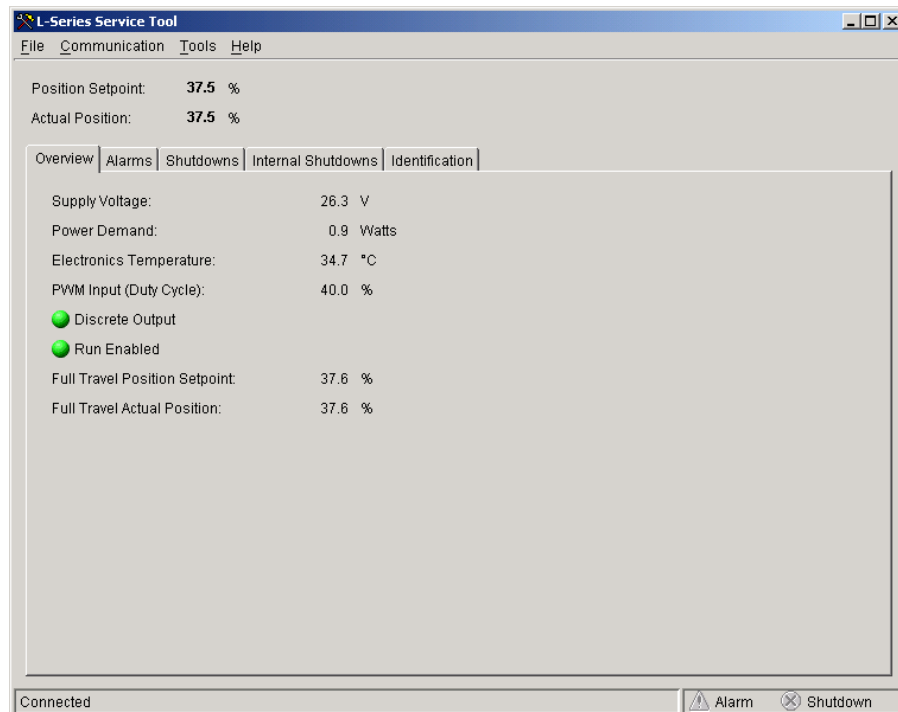 L-Series Service Tool
File Communication Tools Help
Position Setpoint: 37.5 %
Actual Position: 37.5 %
Overview Alarms Shutdowns Internal Shutdowns Identification
Supply Voltage: 26.3 V
Power Demand: 0.9 Watts
Electronics Temperature: 34.7 °C
PWM Input (Duty Cycle): 40.0 %
Discrete Output
Run Enabled
Full Travel Position Setpoint: 37.6 %
Full Travel Actual Position: 37.6 %
Connected Alarm Shutdown